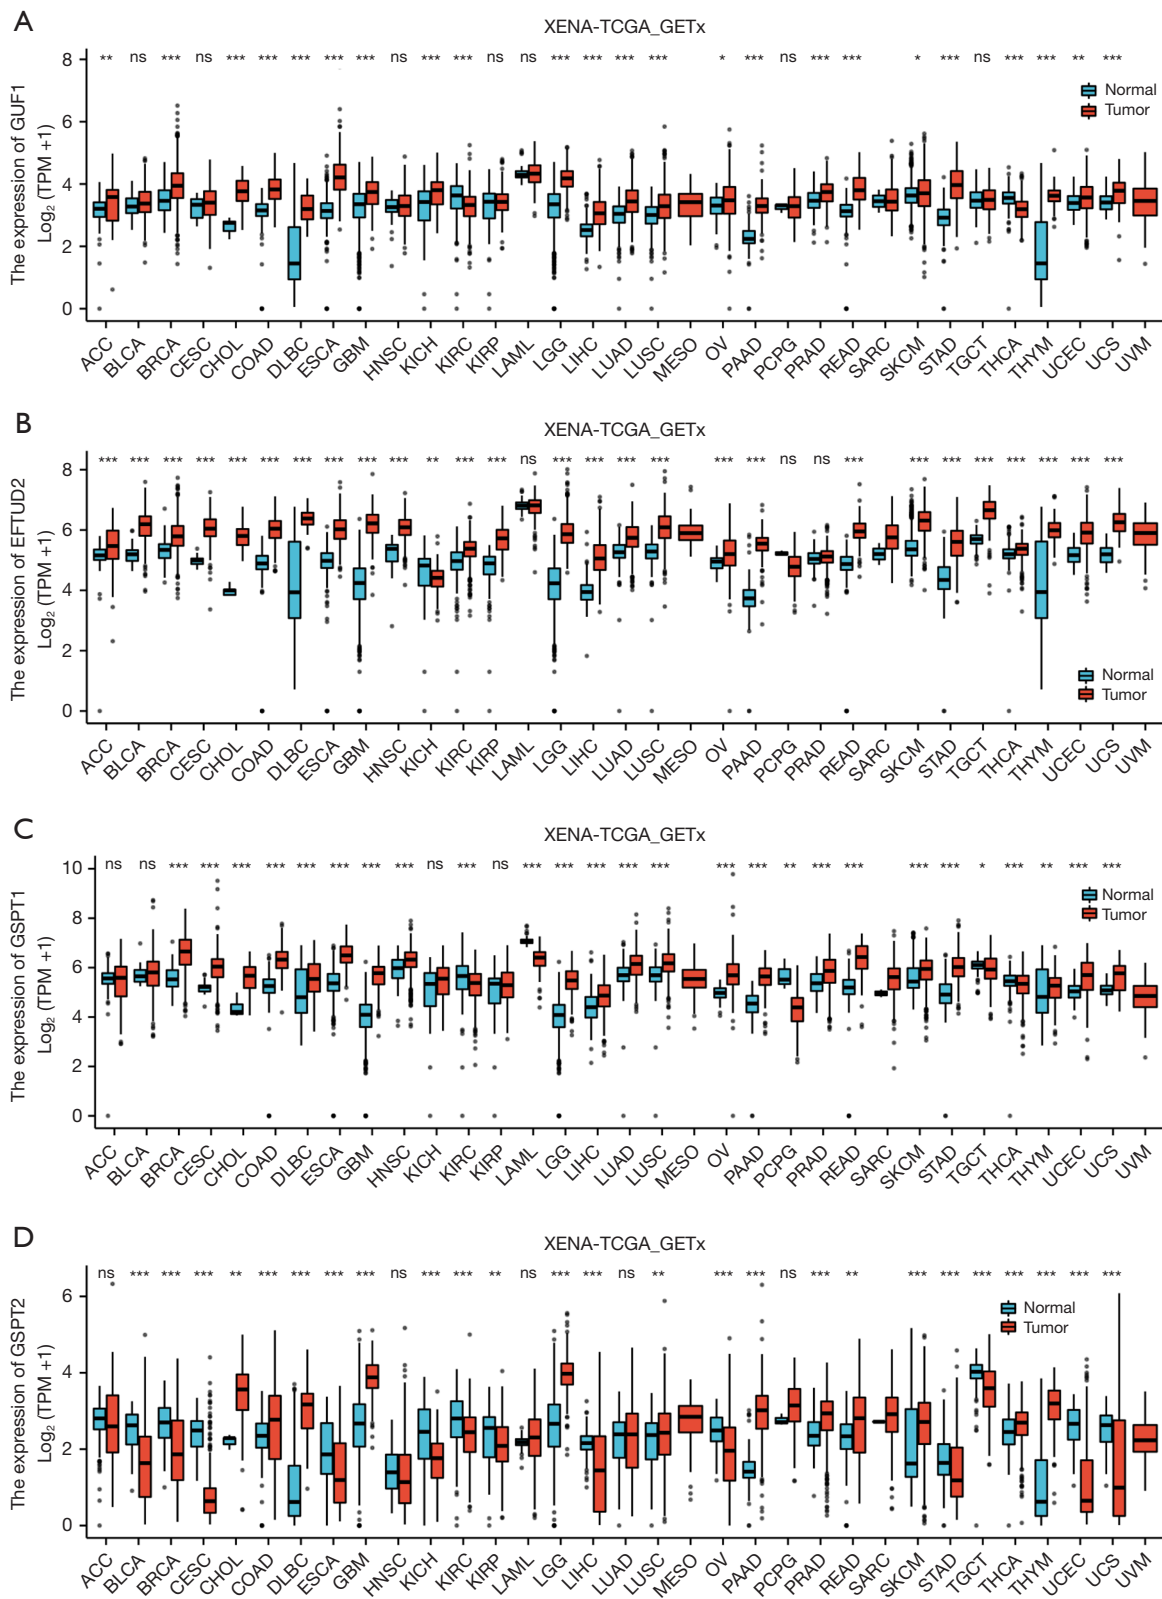 A
XENA-TCGA_GETx
The expression of GUF1
Log₂ (TPM +1)
8
6
4
2
0
** ns *** ns *** *** *** *** *** ns *** *** ns ns *** *** *** *** * *** ns *** *** * *** ns *** *** ** ***
Normal
Tumor
ACC BLCA BRCA CESC CHOL COAD DLBC ESCA GBM HNSC KICH KIRC KIRP LAML LGG LIHC LUAD LUSC MESO OV PAAD PCPG PRAD READ SARC SKCM STAD TGCT THCA THYM UCEC UCS UVM
B
XENA-TCGA_GETx
The expression of EFTUD2
Log₂ (TPM +1)
8
6
4
2
0
*** *** *** *** *** *** *** *** *** *** ** *** *** ns *** *** *** *** *** *** ns ns *** *** *** *** *** *** *** ***
Normal
Tumor
ACC BLCA BRCA CESC CHOL COAD DLBC ESCA GBM HNSC KICH KIRC KIRP LAML LGG LIHC LUAD LUSC MESO OV PAAD PCPG PRAD READ SARC SKCM STAD TGCT THCA THYM UCEC UCS UVM
C
XENA-TCGA_GETx
The expression of GSPT1
Log₂ (TPM +1)
10
8
6
4
2
0
ns ns *** *** *** *** *** *** *** *** ns *** ns *** *** *** *** *** *** *** ** *** *** *** *** * *** ** *** ***
Normal
Tumor
ACC BLCA BRCA CESC CHOL COAD DLBC ESCA GBM HNSC KICH KIRC KIRP LAML LGG LIHC LUAD LUSC MESO OV PAAD PCPG PRAD READ SARC SKCM STAD TGCT THCA THYM UCEC UCS UVM
D
XENA-TCGA_GETx
The expression of GSPT2
Log₂ (TPM +1)
6
4
2
0
ns *** *** *** ** *** *** *** *** ns *** *** ** ns *** *** ns ** *** *** ns *** ** *** *** *** *** *** *** ***
Normal
Tumor
ACC BLCA BRCA CESC CHOL COAD DLBC ESCA GBM HNSC KICH KIRC KIRP LAML LGG LIHC LUAD LUSC MESO OV PAAD PCPG PRAD READ SARC SKCM STAD TGCT THCA THYM UCEC UCS UVM